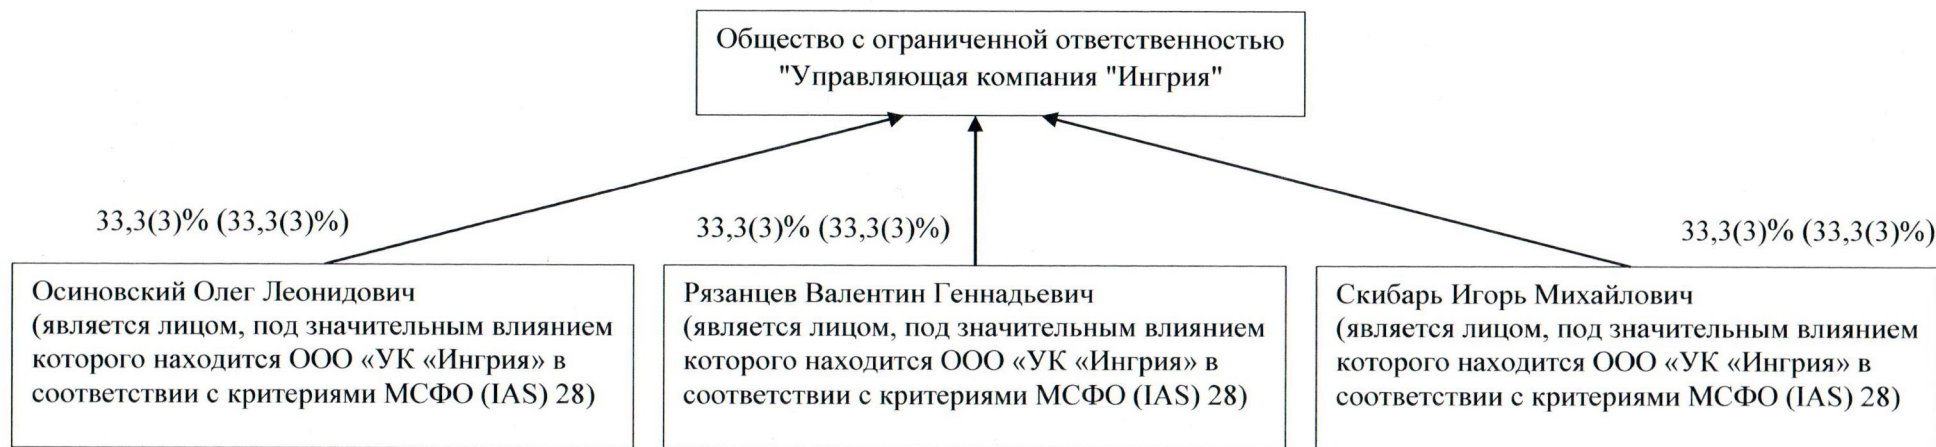 Общество с ограниченной ответственностью
"Управляющая компания "Ингрия"
33,3(3)% (33,3(3)%)
33,3(3)% (33,3(3)%)
33,3(3)% (33,3(3)%)
Осиновский Олег Леонидович
(является лицом, под значительным влиянием
которого находится ООО «УК «Ингрия» в
соответствии с критериями МСФО (IAS) 28)
Рязанцев Валентин Геннадьевич
(является лицом, под значительным влиянием
которого находится ООО «УК «Ингрия» в
соответствии с критериями МСФО (IAS) 28)
Скибарь Игорь Михайлович
(является лицом, под значительным влиянием
которого находится ООО «УК «Ингрия» в
соответствии с критериями МСФО (IAS) 28)